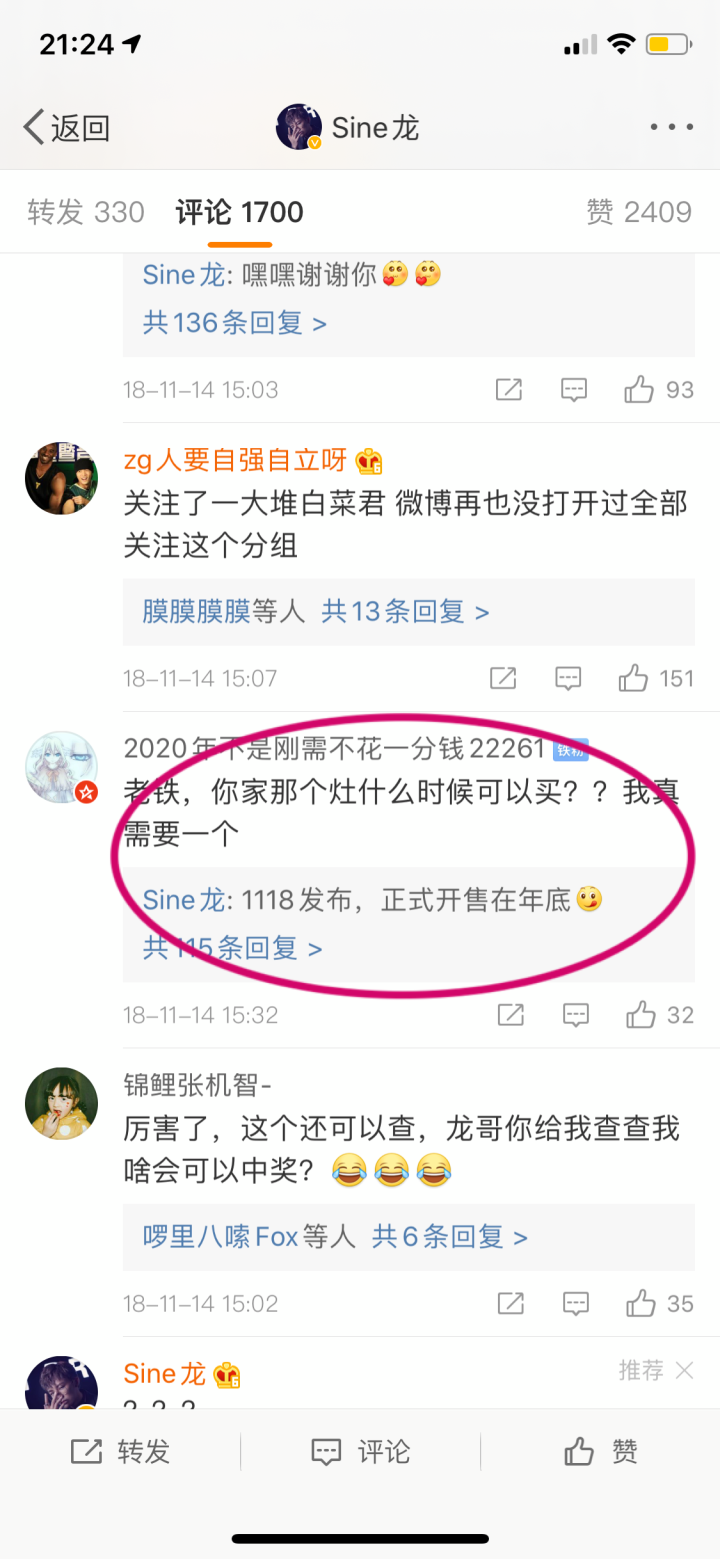 21:24
返回
Sine龙
转发 330 评论 1700 赞 2409
Sine龙: 嘿嘿谢谢你
共136条回复 >
18-11-14 15:03 93
zg人要自强自立呀
关注了一大堆白菜君 微博再也没打开过全部
关注这个分组
膜膜膜膜等人 共13条回复 >
18-11-14 15:07 151
2020年不是刚需不花一分钱22261 铁粉
老铁，你家那个灶什么时候可以买？？我真
需要一个
Sine龙: 1118发布，正式开售在年底
共115条回复 >
18-11-14 15:32 32
锦鲤张机智-
厉害了，这个还可以查，龙哥你给我查查我
啥会可以中奖？
啰里八嗦Fox等人 共6条回复 >
18-11-14 15:02 35
Sine龙 推荐
转发 评论 赞